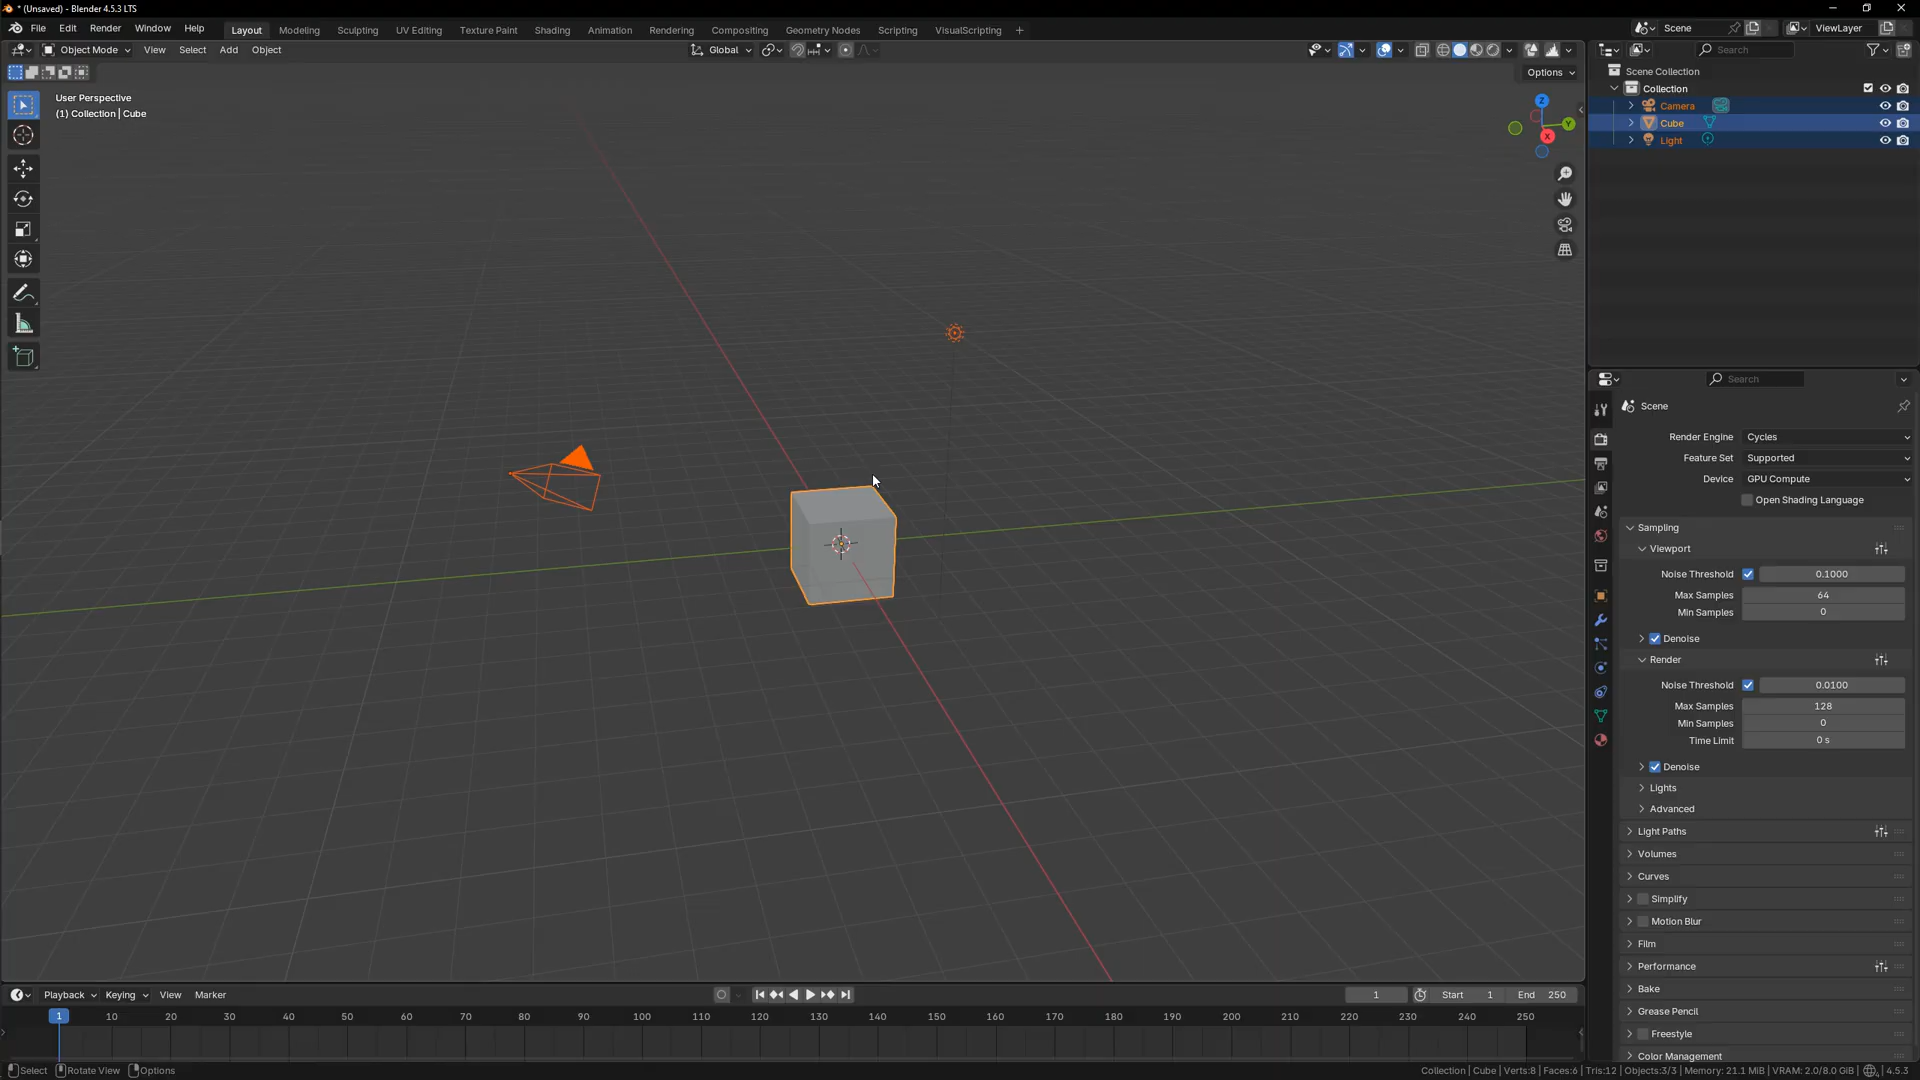 * (Unsaved) - Blender 4.5.3 LTS
File Edit Render Window Help Layout Modeling Sculpting UV Editing Texture Paint Shading Animation Rendering Compositing Geometry Nodes Scripting VisualScripting + Scene ViewLayer
Object Mode View Select Add Object Global Search
Options
Scene Collection
Collection
Camera
Cube
Light
User Perspective
(1) Collection | Cube
Z
Y
X
Search
Scene
Render Engine Cycles
Feature Set Supported
Device GPU Compute
Open Shading Language
Sampling
Viewport
Noise Threshold 0.1000
Max Samples 64
Min Samples 0
Denoise
Render
Noise Threshold 0.0100
Max Samples 128
Min Samples 0
Time Limit 0 s
Denoise
Lights
Advanced
Light Paths
Volumes
Curves
Simplify
Motion Blur
Film
Performance
Bake
Grease Pencil
Freestyle
Color Management
Playback Keying View Marker 1 Start 1 End 250
1 10 20 30 40 50 60 70 80 90 100 110 120 130 140 150 160 170 180 190 200 210 220 230 240 250
Select Rotate View Options Collection | Cube | Verts:8 | Faces:6 | Tris:12 | Objects:3/3 | Memory: 21.1 MiB | VRAM: 2.0/8.0 GiB | 4.5.3